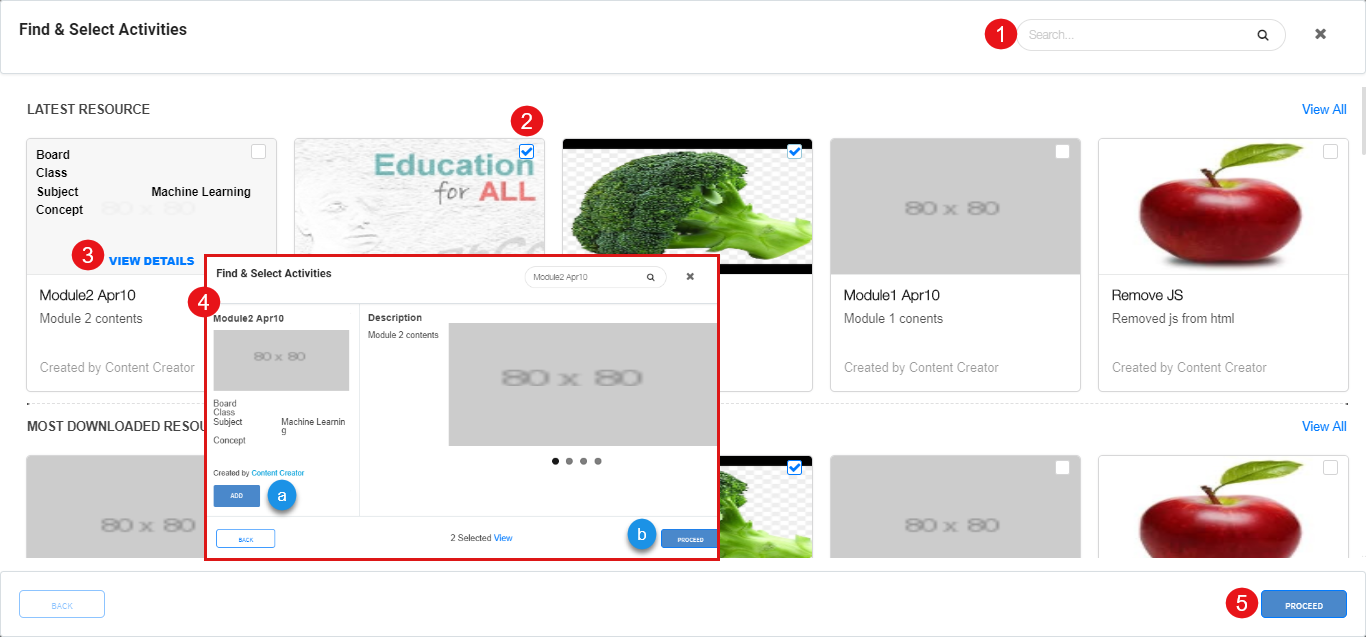 Find & Select Activities
1
Search...
LATEST RESOURCE
View All
2
Board
Class
Subject Machine Learning
Concept
80 x 80
3
VIEW DETAILS
Module2 Apr10
Module 2 contents
Created by Content Creator
Education
for ALL
80 x 80
Module1 Apr10
Module 1 conents
Created by Content Creator
Remove JS
Removed js from html
Created by Content Creator
4
Find & Select Activities
Module2 Apr10
Module2 Apr10
80 x 80
Board
Class
Subject Machine Learnin
g
Concept
Created by Content Creator
ADD
a
Description
Module 2 contents
80 x 80
BACK
2 Selected View
b
PROCEED
MOST DOWNLOADED RESOU
View All
80 x 80
80 x 80
BACK
5
PROCEED